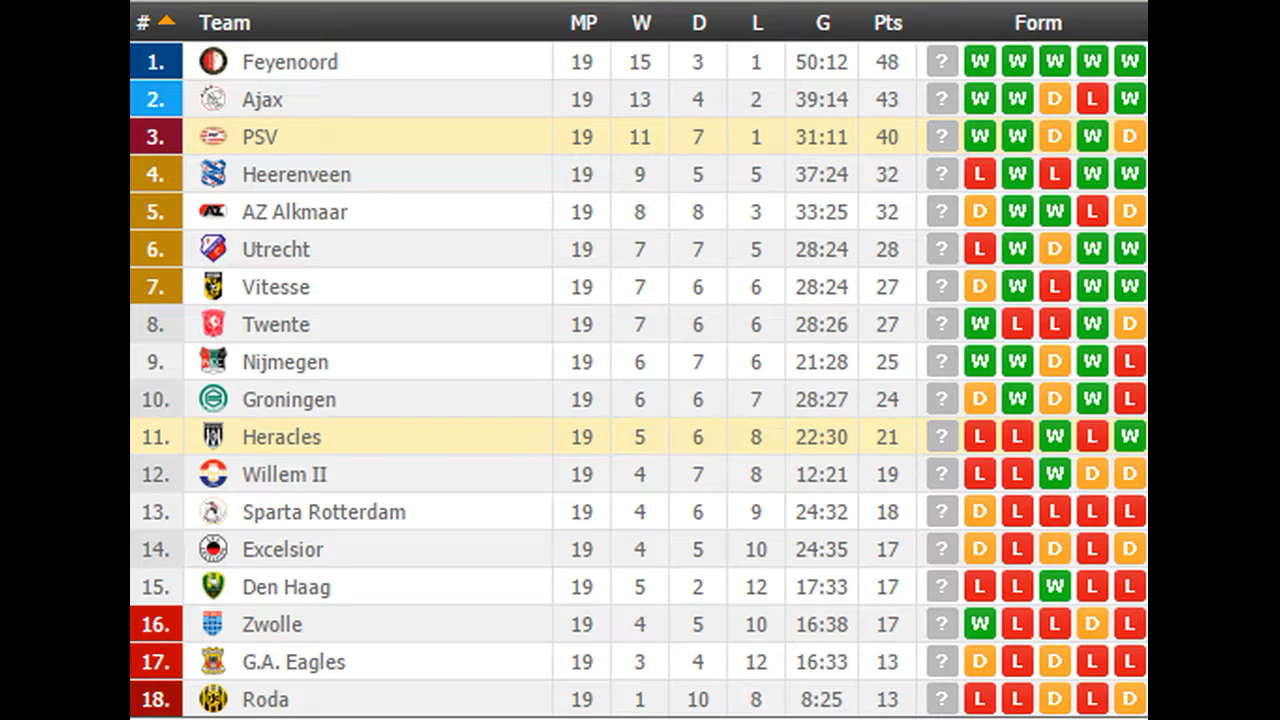 # Team MP W D L G Pts Form
1. Feyenoord 19 15 3 1 50:12 48 ? W W W W W
2. Ajax 19 13 4 2 39:14 43 ? W W D L W
3. PSV 19 11 7 1 31:11 40 ? W W D W D
4. Heerenveen 19 9 5 5 37:24 32 ? L W L W W
5. AZ Alkmaar 19 8 8 3 33:25 32 ? D W W L D
6. Utrecht 19 7 7 5 28:24 28 ? L W D W W
7. Vitesse 19 7 6 6 28:24 27 ? D W L W W
8. Twente 19 7 6 6 28:26 27 ? W L L W D
9. Nijmegen 19 6 7 6 21:28 25 ? W W D W L
10. Groningen 19 6 6 7 28:27 24 ? D W D W L
11. Heracles 19 5 6 8 22:30 21 ? L L W L W
12. Willem II 19 4 7 8 12:21 19 ? L L W D D
13. Sparta Rotterdam 19 4 6 9 24:32 18 ? D L L L L
14. Excelsior 19 4 5 10 24:35 17 ? D L D L D
15. Den Haag 19 5 2 12 17:33 17 ? L L W L L
16. Zwolle 19 4 5 10 16:38 17 ? W L L D L
17. G.A. Eagles 19 3 4 12 16:33 13 ? D L D L L
18. Roda 19 1 10 8 8:25 13 ? L L D L D